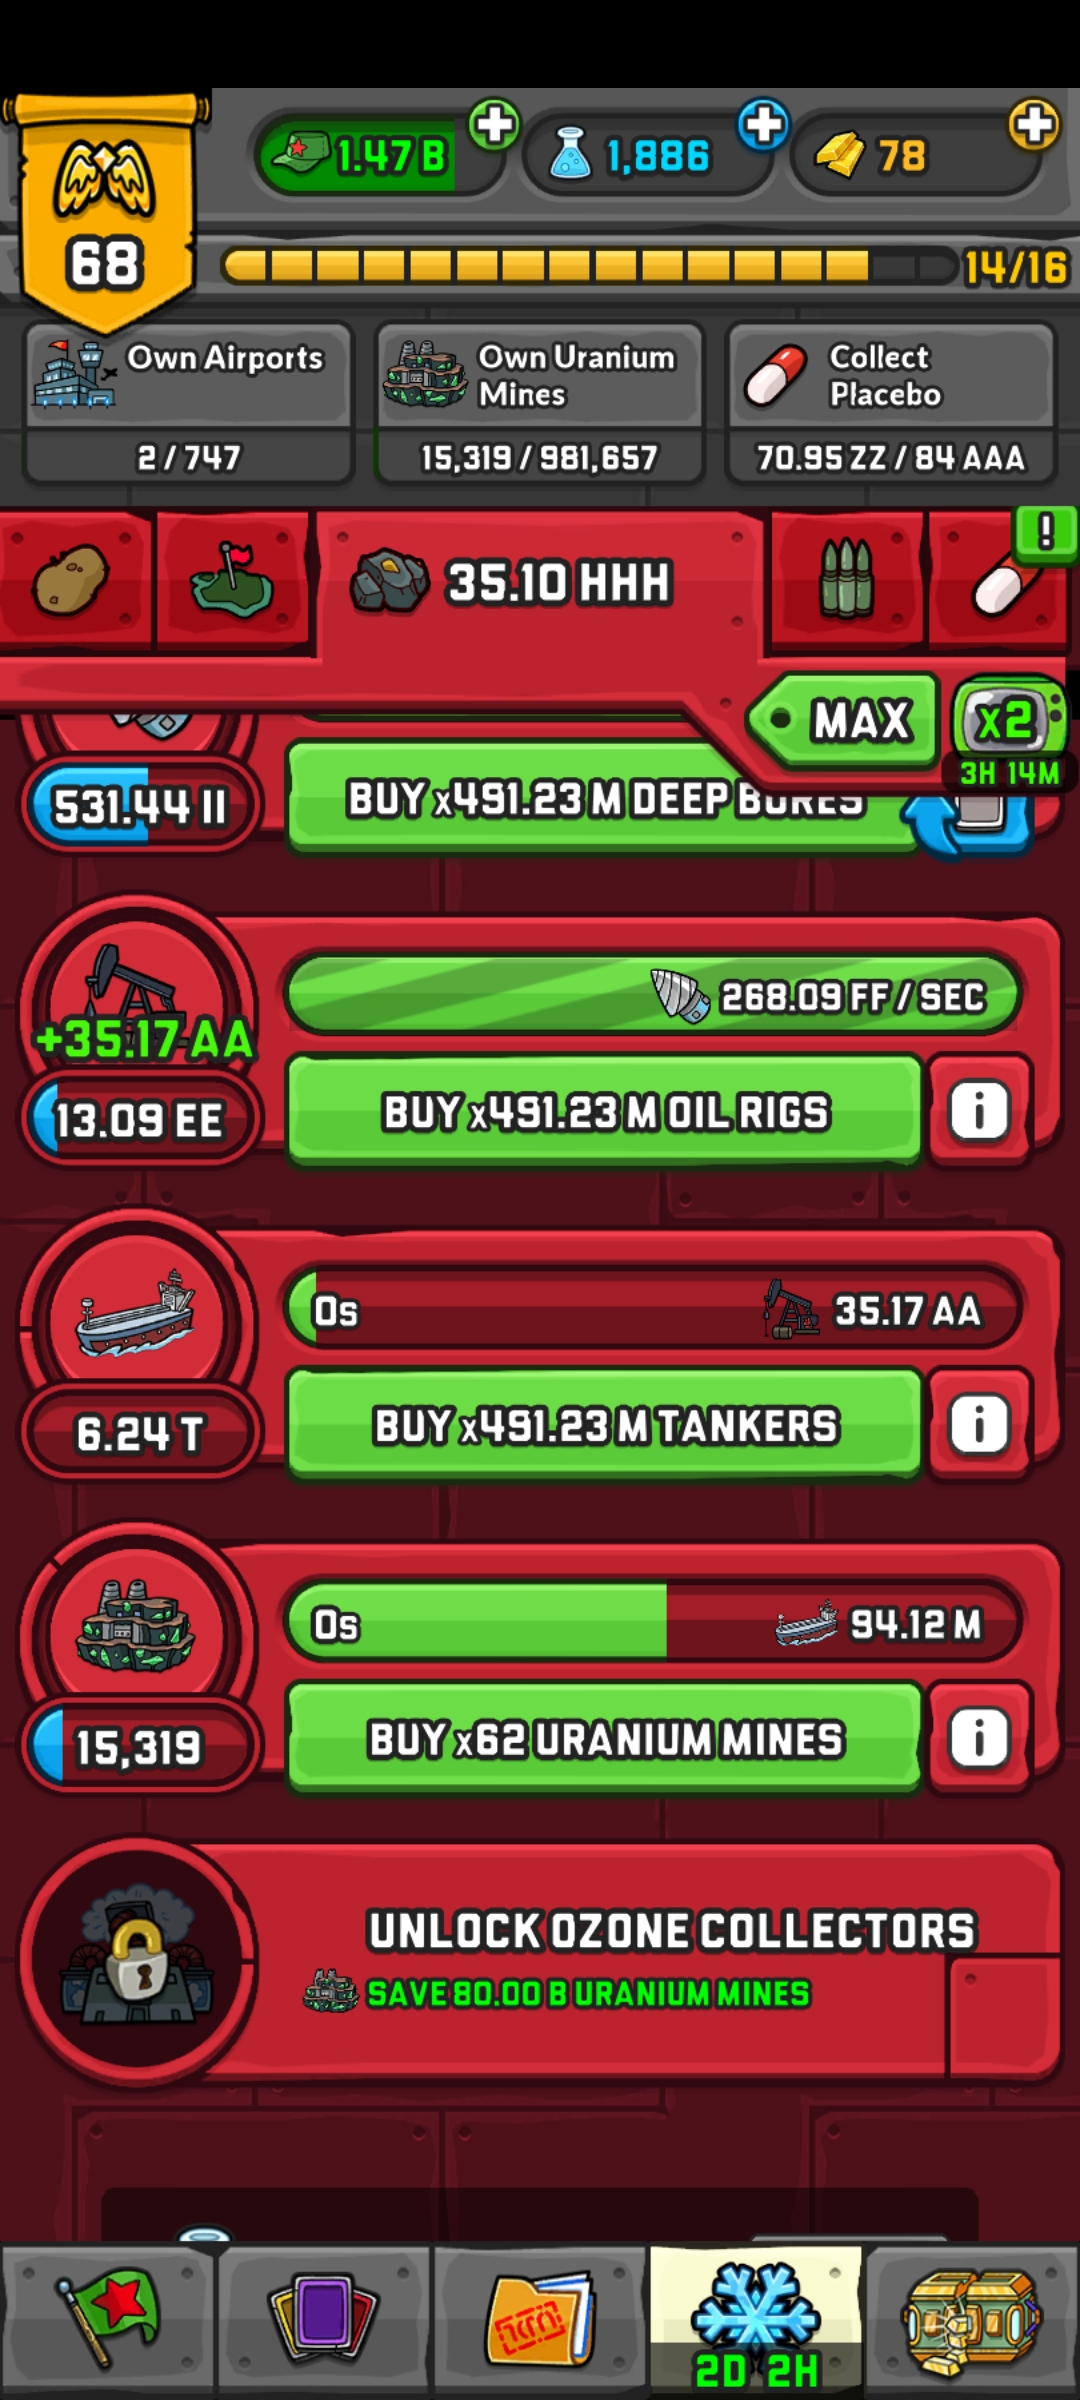 1.47 B
1,886
78
68
14/16
Own Airports
2 / 747
Own Uranium
Mines
15,319 / 981,657
Collect
Placebo
70.95 ZZ / 84 AAA
35.10 HHH
!
MAX
x2
3H 14M
531.44 II
BUY x491.23 M DEEP BORES
268.09 FF / SEC
+35.17 AA
13.09 EE
BUY x491.23 M OIL RIGS
i
0s
35.17 AA
6.24 T
BUY x491.23 M TANKERS
i
0s
94.12 M
15,319
BUY x62 URANIUM MINES
i
UNLOCK OZONE COLLECTORS
SAVE 80.00 B URANIUM MINES
2D 2H